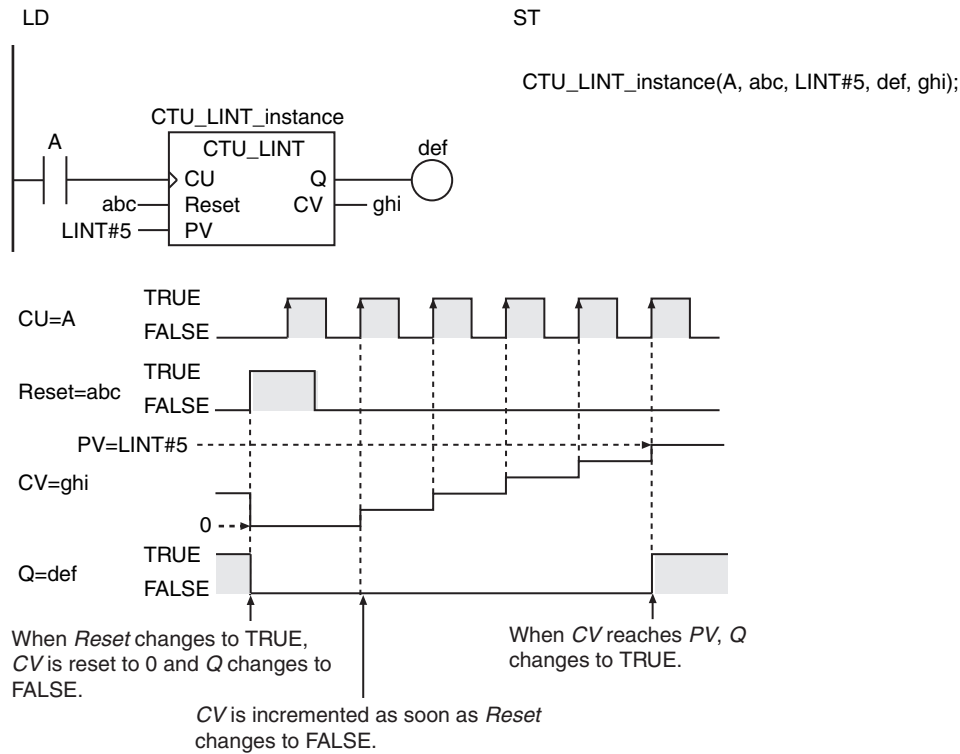 LD
ST
CTU_LINT_instance(A, abc, LINT#5, def, ghi);
CTU_LINT_instance
A
CTU_LINT
def
CU
Q
abc
Reset
CV
ghi
LINT#5
PV
CU=A
TRUE
FALSE
Reset=abc
TRUE
FALSE
PV=LINT#5
CV=ghi
0
Q=def
TRUE
FALSE
When Reset changes to TRUE,
CV is reset to 0 and Q changes to
FALSE.
When CV reaches PV, Q
changes to TRUE.
CV is incremented as soon as Reset
changes to FALSE.